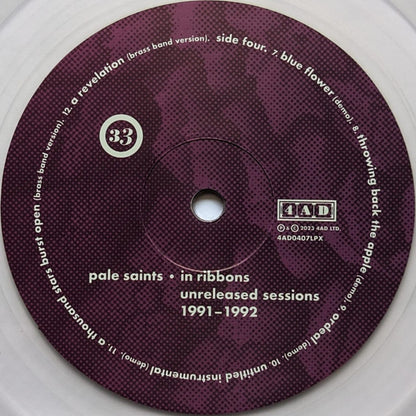 side four. 7. blue flower (demo). 8. throwing back the apple (demo). 9. ordeal (demo). 10. untitled instrumental (demo). 11. a thousand stars burst open (brass band version). 12. a revelation (brass band version).
33
4AD
℗ & © 2023 4AD LTD
4AD0407LPX
pale saints • in ribbons
unreleased sessions
1991–1992